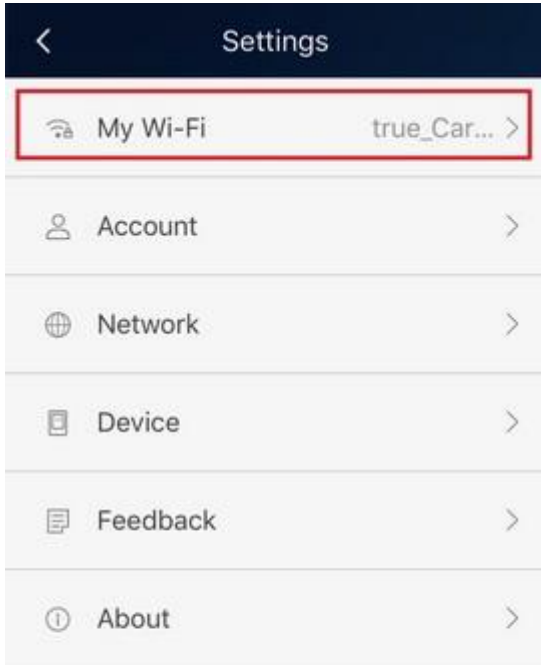 Settings
My Wi-Fi true_Car...
Account
Network
Device
Feedback
About